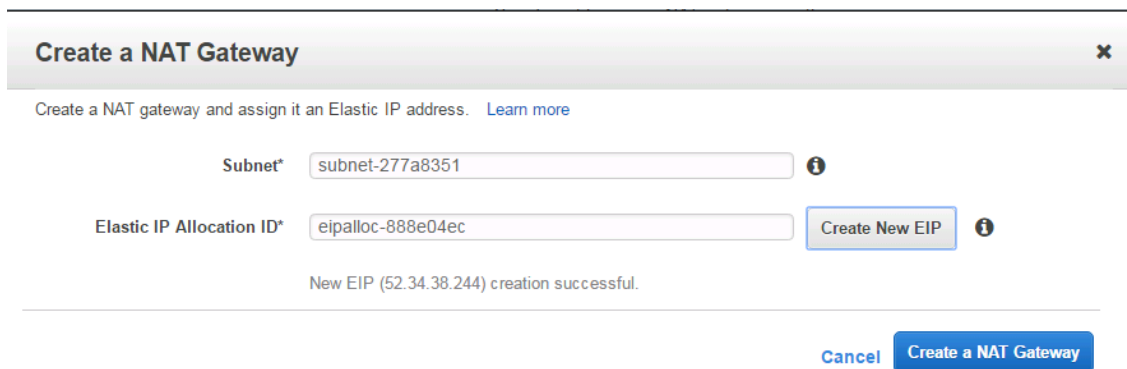 Create a NAT Gateway
Create a NAT gateway and assign it an Elastic IP address. Learn more
Subnet* subnet-277a8351
Elastic IP Allocation ID* eipalloc-888e04ec Create New EIP
New EIP (52.34.38.244) creation successful.
Cancel Create a NAT Gateway